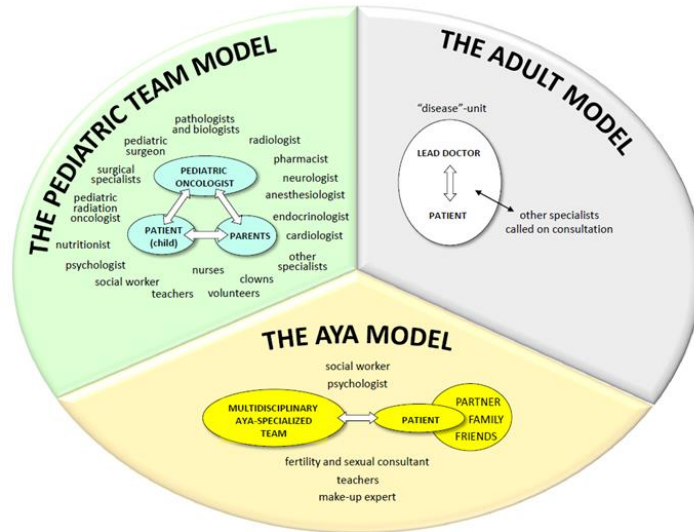 THE PEDIATRIC TEAM MODEL
pathologists
and biologists
pediatric
surgeon
radiologist
pharmacist
surgical
specialists
PEDIATRIC
ONCOLOGIST
neurologist
anesthesiologist
pediatric
radiation
oncologist
endocrinologist
PATIENT
(child)
PARENTS
cardiologist
nutritionist
other
specialists
psychologist
nurses
clowns
social worker
teachers
volunteers
THE ADULT MODEL
"disease"-unit
LEAD DOCTOR
PATIENT
other specialists
called on consultation
THE AYA MODEL
social worker
psychologist
MULTIDISCIPLINARY
AYA-SPECIALIZED
TEAM
PATIENT
PARTNER
FAMILY
FRIENDS
fertility and sexual consultant
teachers
make-up expert